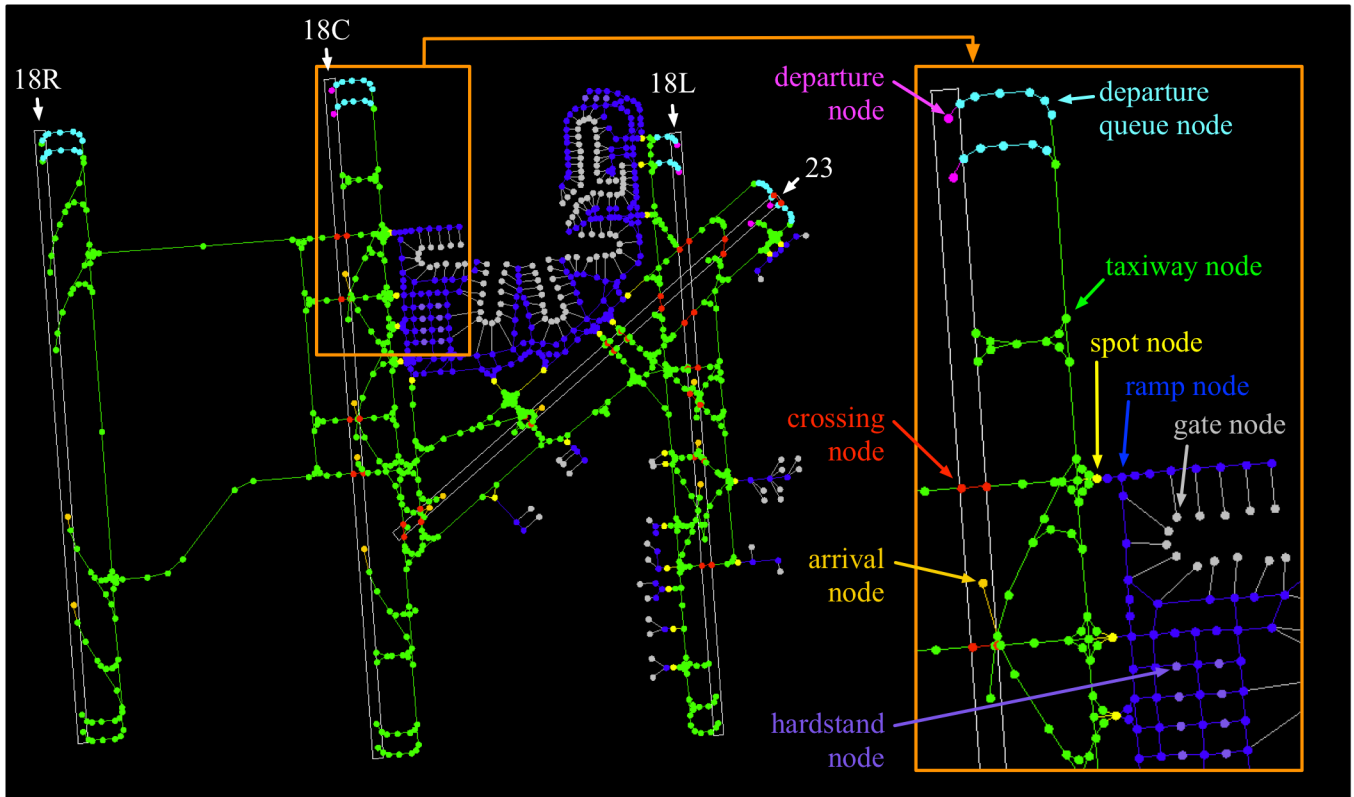 18C
18R
18L
23
departure
node
departure
queue node
taxiway node
spot node
ramp node
gate node
crossing
node
arrival
node
hardstand
node